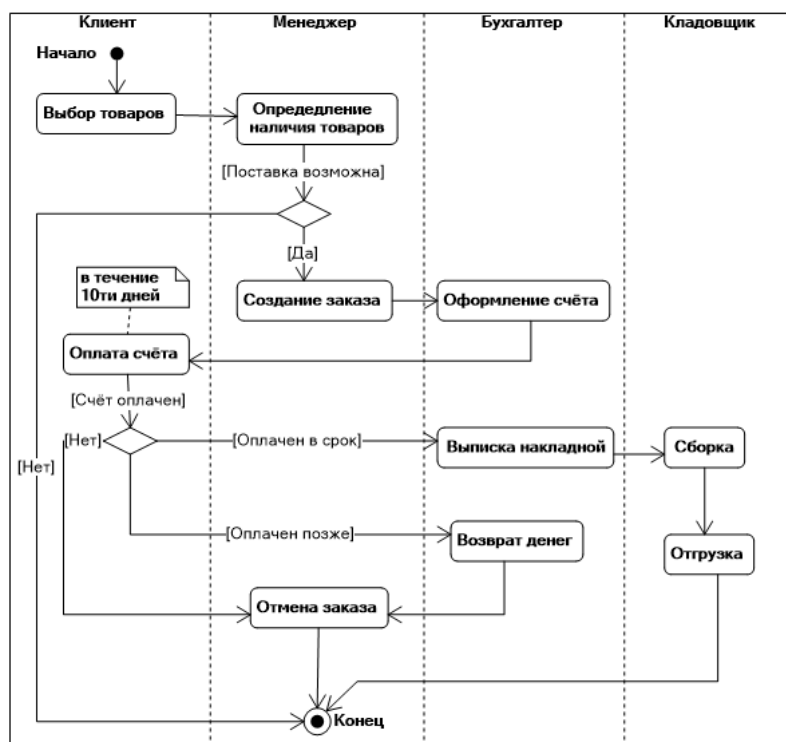 Клиент
Менеджер
Бухгалтер
Кладовщик
Начало
Выбор товаров
Опредедление
наличия товаров
[Поставка возможна]
[Да]
в течение
10ти дней
Создание заказа
Оформление счёта
Оплата счёта
[Счёт оплачен]
[Нет]
[Нет]
[Оплачен в срок]
Выписка накладной
Сборка
[Оплачен позже]
Возврат денег
Отгрузка
Отмена заказа
Конец